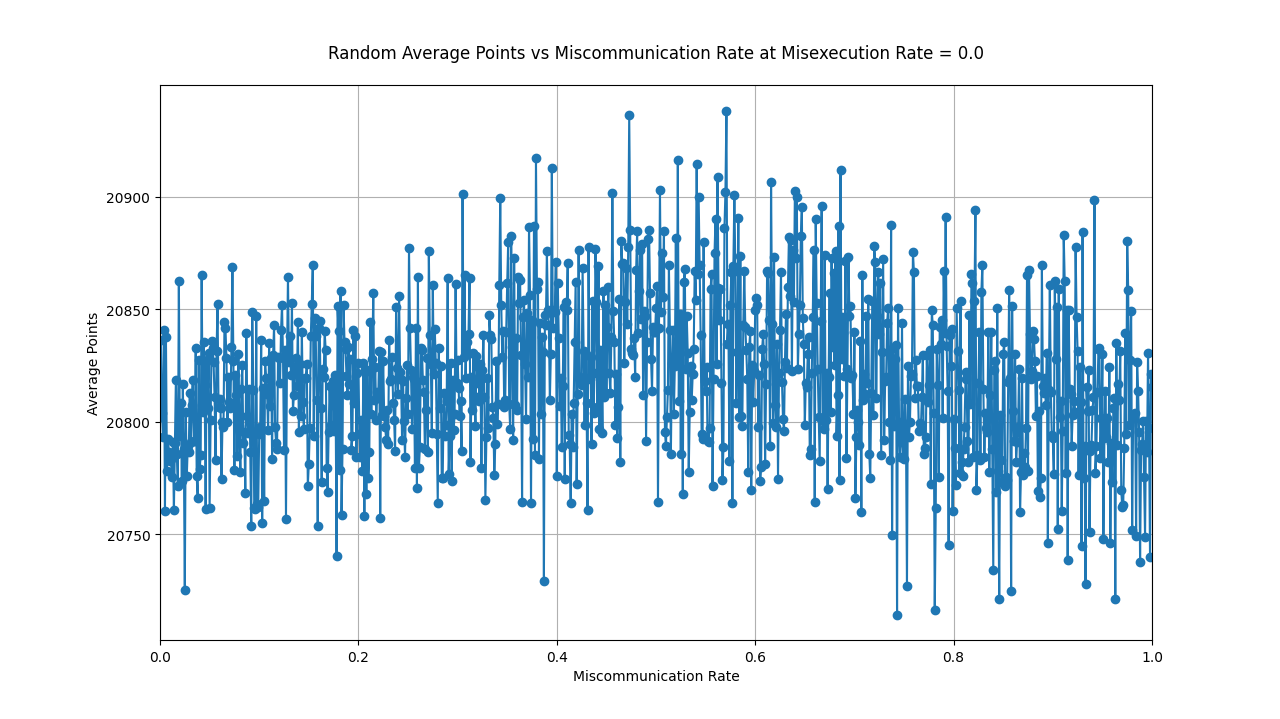 Random Average Points vs Miscommunication Rate at Misexecution Rate = 0.0
Average Points
20900
20850
20800
20750
0.0 0.2 0.4 0.6 0.8 1.0
Miscommunication Rate